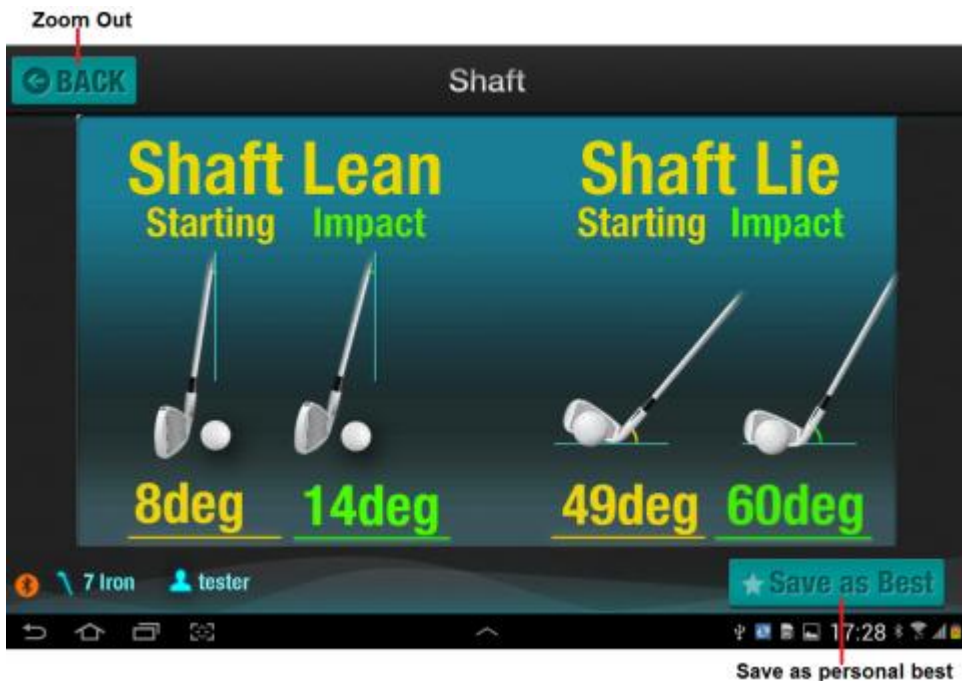 Zoom Out
BACK
Shaft
Shaft Lean
Shaft Lie
Starting Impact
Starting Impact
8deg 14deg
49deg 60deg
7 Iron
tester
Save as Best
17:28
Save as personal best